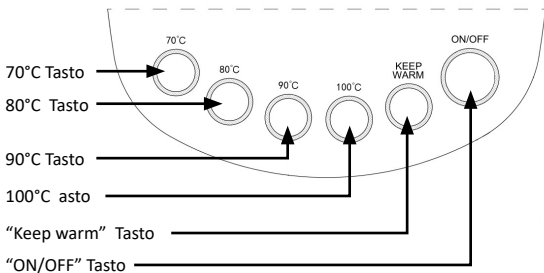 70°C
80°C
90°C
100°C
KEEP
WARM
ON/OFF
70°C Tasto
80°C Tasto
90°C Tasto
100°C asto
“Keep warm” Tasto
“ON/OFF” Tasto